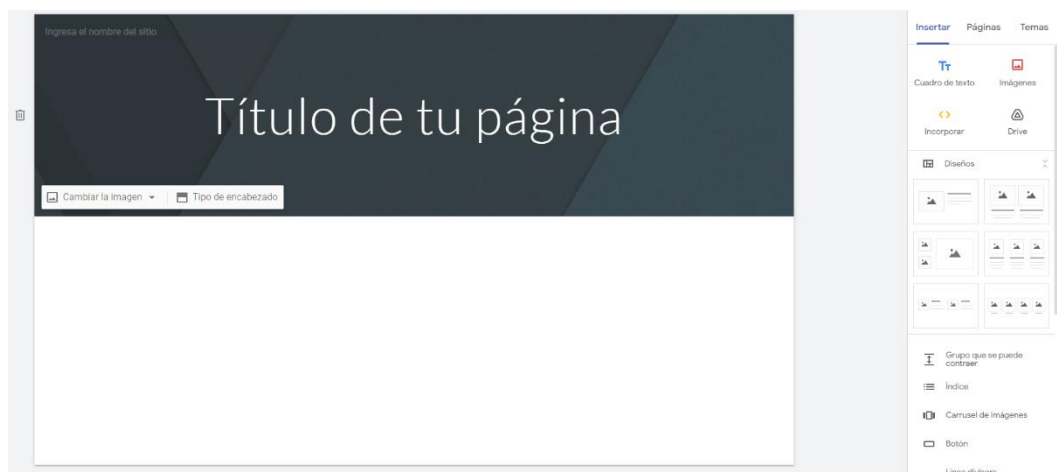 Ingresa el nombre del sitio
Título de tu página
Cambiar la imagen
Tipo de encabezado
Insertar Páginas Temas
Cuadro de texto Imágenes
Incorporar Drive
Diseños
Grupo que se puede
contraer
Índice
Carrusel de imágenes
Botón